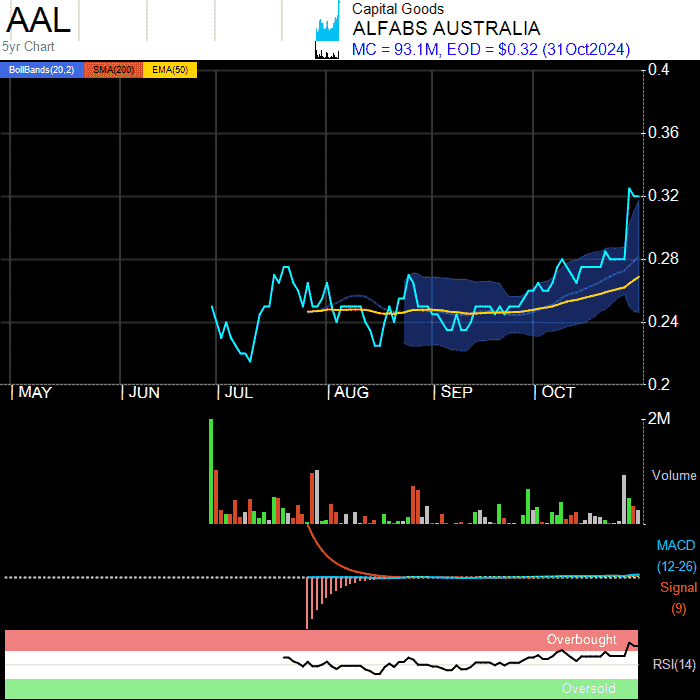 AAL
5yr Chart
Capital Goods
ALFABS AUSTRALIA
MC = 93.1M, EOD = $0.32 (31Oct2024)
BollBands(20,2) SMA(200) EMA(50)
0.4
0.36
0.32
0.28
0.24
0.2
MAY JUN JUL AUG SEP OCT
2M
Volume
MACD
(12-26)
Signal
(9)
Overbought
RSI(14)
Oversold